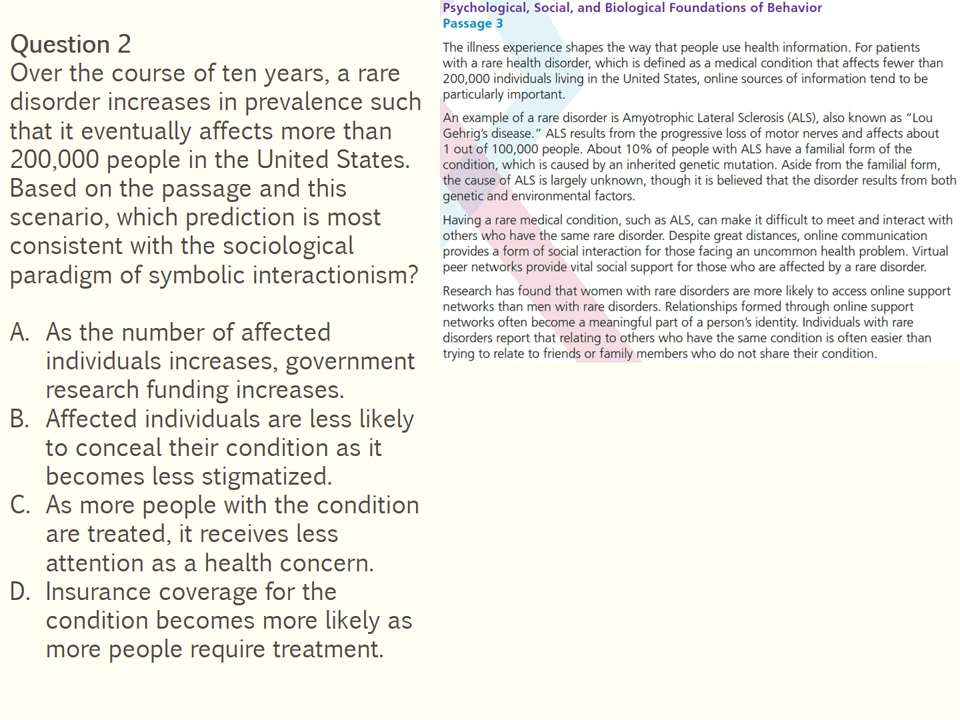 Question 2
Over the course of ten years, a rare
disorder increases in prevalence such
that it eventually affects more than
200,000 people in the United States.
Based on the passage and this
scenario, which prediction is most
consistent with the sociological
paradigm of symbolic interactionism?
A. As the number of affected
individuals increases, government
research funding increases.
B. Affected individuals are less likely
to conceal their condition as it
becomes less stigmatized.
C. As more people with the condition
are treated, it receives less
attention as a health concern.
D. Insurance coverage for the
condition becomes more likely as
more people require treatment.
Psychological, Social, and Biological Foundations of Behavior
Passage 3
The illness experience shapes the way that people use health information. For patients
with a rare health disorder, which is defined as a medical condition that affects fewer than
200,000 individuals living in the United States, online sources of information tend to be
particularly important.
An example of a rare disorder is Amyotrophic Lateral Sclerosis (ALS), also known as “Lou
Gehrig’s disease.” ALS results from the progressive loss of motor nerves and affects about
1 out of 100,000 people. About 10% of people with ALS have a familial form of the
condition, which is caused by an inherited genetic mutation. Aside from the familial form,
the cause of ALS is largely unknown, though it is believed that the disorder results from both
genetic and environmental factors.
Having a rare medical condition, such as ALS, can make it difficult to meet and interact with
others who have the same rare disorder. Despite great distances, online communication
provides a form of social interaction for those facing an uncommon health problem. Virtual
peer networks provide vital social support for those who are affected by a rare disorder.
Research has found that women with rare disorders are more likely to access online support
networks than men with rare disorders. Relationships formed through online support
networks often become a meaningful part of a person’s identity. Individuals with rare
disorders report that relating to others who have the same condition is often easier than
trying to relate to friends or family members who do not share their condition.